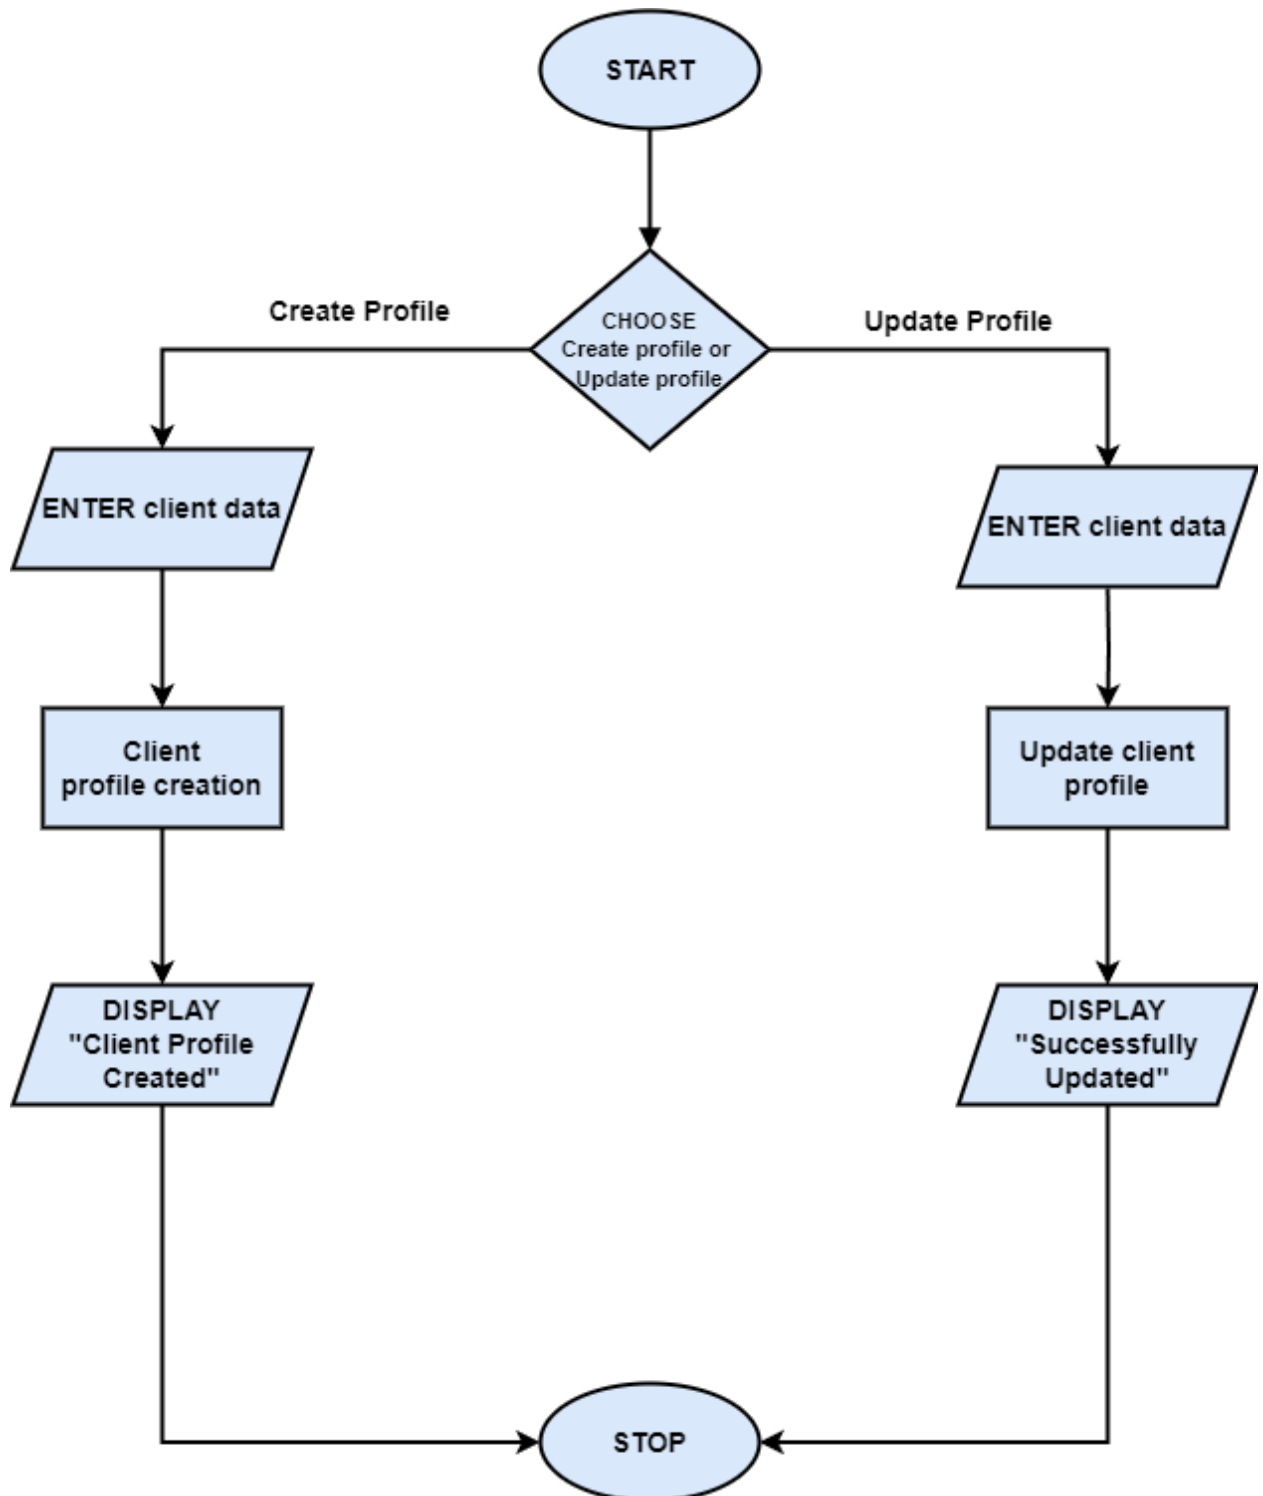 START
Create Profile
CHOOSE
Create profile or
Update profile
Update Profile
ENTER client data
ENTER client data
Client
profile creation
Update client
profile
DISPLAY
"Client Profile
Created"
DISPLAY
"Successfully
Updated"
STOP